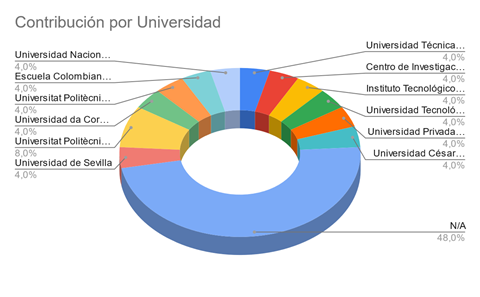 Contribución por Universidad
Universidad Nacion…
4,0%
Escuela Colombian…
4,0%
Universitat Politècni…
4,0%
Universidad da Cor…
4,0%
Universitat Politècni…
8,0%
Universidad de Sevilla
4,0%
Universidad Técnica…
4,0%
Centro de Investigac…
4,0%
Instituto Tecnológico…
4,0%
Universidad Tecnoló…
4,0%
Universidad Privada…
4,0%
Universidad César…
4,0%
N/A
48,0%